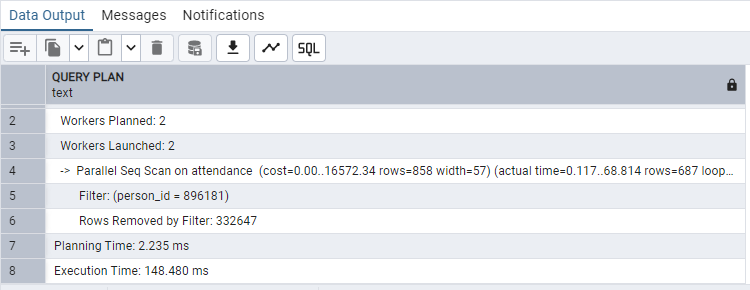 Data Output Messages Notifications
SQL
QUERY PLAN
text
2 Workers Planned: 2
3 Workers Launched: 2
4 -> Parallel Seq Scan on attendance (cost=0.00..16572.34 rows=858 width=57) (actual time=0.117..68.814 rows=687 loop...
5 Filter: (person_id = 896181)
6 Rows Removed by Filter: 332647
7 Planning Time: 2.235 ms
8 Execution Time: 148.480 ms